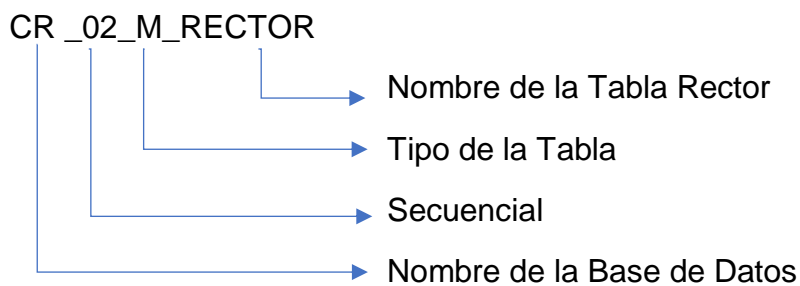 CR _02_M_RECTOR
Nombre de la Tabla Rector
Tipo de la Tabla
Secuencial
Nombre de la Base de Datos